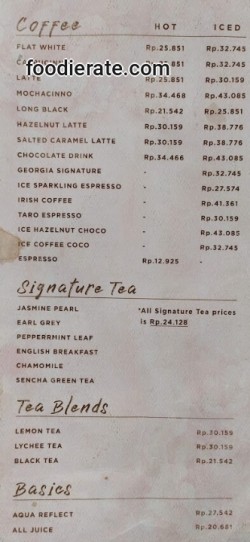 Coffee HOT ICED
FLAT WHITE Rp.25.851 Rp.32.745
Rp.25.851 Rp.32.745
foodierate.com
LATTE Rp.25.851 Rp.30.159
MOCHACINNO Rp.34.468 Rp.43.085
LONG BLACK Rp.21.542 Rp.25.851
HAZELNUT LATTE Rp.30.159 Rp.38.776
SALTED CARAMEL LATTE Rp.30.159 Rp.38.776
CHOCOLATE DRINK Rp.34.466 Rp.43.085
GEORGIA SIGNATURE - Rp.32.745
ICE SPARKLING ESPRESSO - Rp.27.574
IRISH COFFEE - Rp.41.361
TARO ESPRESSO - Rp.30.159
ICE HAZELNUT CHOCO - Rp.43.085
ICE COFFEE COCO - Rp.32.745
ESPRESSO Rp.12.925 -
Signature Tea
JASMINE PEARL *All Signature Tea prices
EARL GREY is Rp.24.128
PEPPERRMINT LEAF
ENGLISH BREAKFAST
CHAMOMILE
SENCHA GREEN TEA
Tea Blends
LEMON TEA
LYCHEE TEA Rp.30.159
BLACK TEA Rp.21.542
Basics
AQUA REFLECT Rp.27.542
ALL JUICE